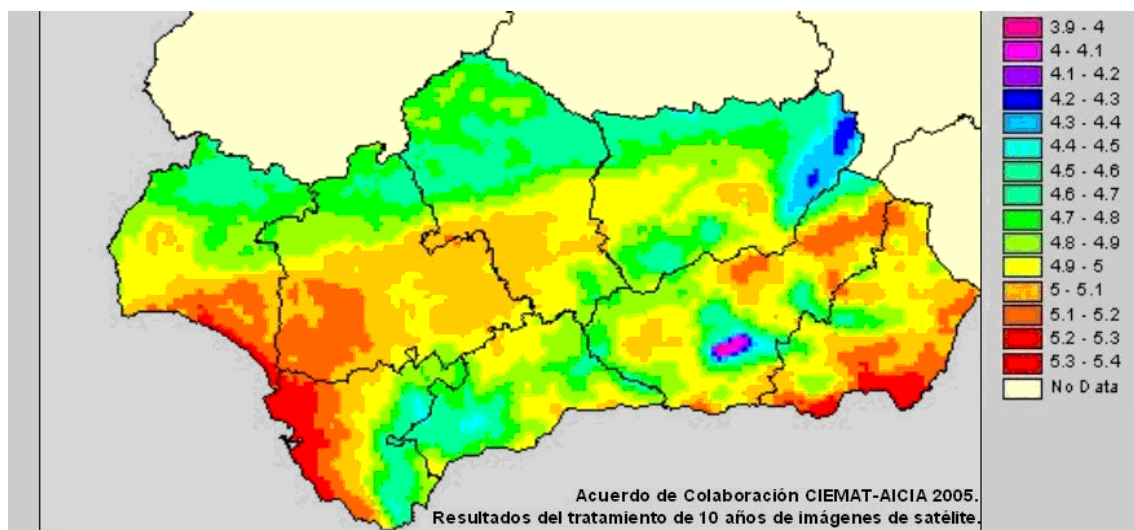 3.9 - 4
4 - 4.1
4.1 - 4.2
4.2 - 4.3
4.3 - 4.4
4.4 - 4.5
4.5 - 4.6
4.6 - 4.7
4.7 - 4.8
4.8 - 4.9
4.9 - 5
5 - 5.1
5.1 - 5.2
5.2 - 5.3
5.3 - 5.4
No Data
Acuerdo de Colaboración CIEMAT-AICIA 2005.
Resultados del tratamiento de 10 años de imágenes de satélite.